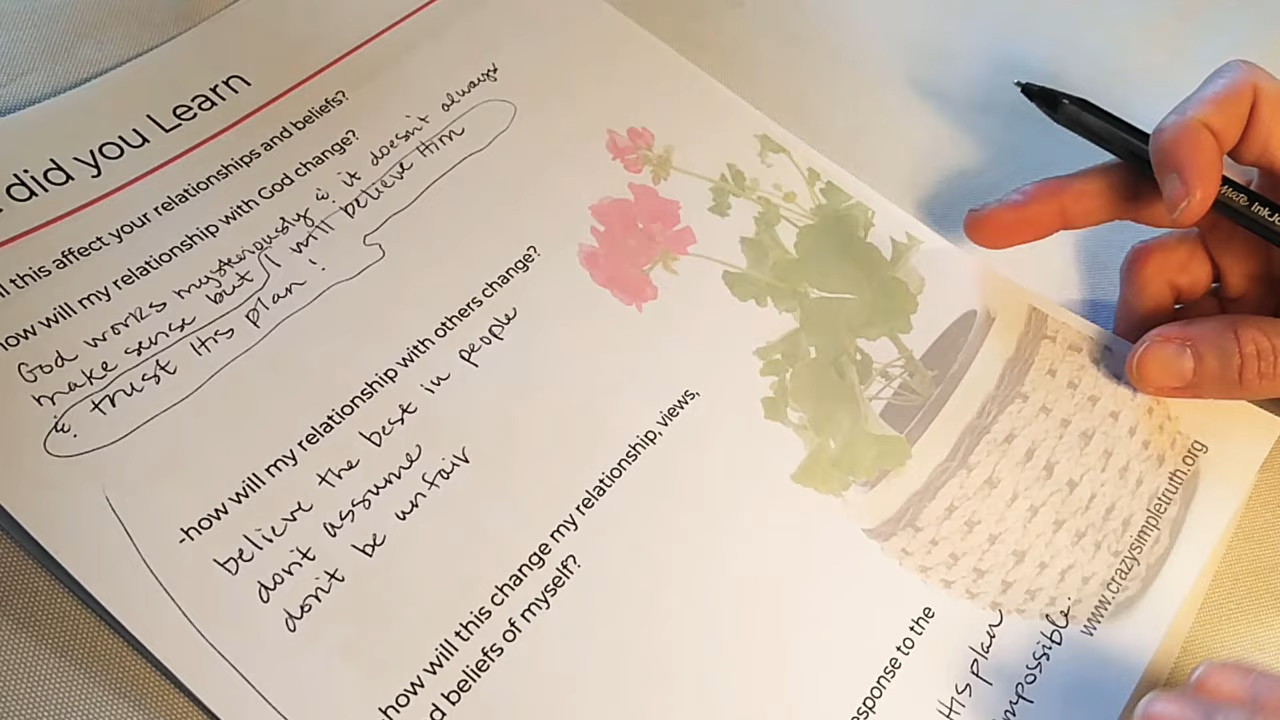 did you Learn
this affect your relationships and beliefs?
how will my relationship with God change?
God works mysteriously & it doesn't always
make sense but I will believe Him
& trust His plan!
-how will my relationship with others change?
believe the best in people
don't assume
don't be unfair
how will this change my relationship, views,
beliefs of myself?
to the
His plan
impossible.
www.crazysimpletruth.org
Mate InkJ